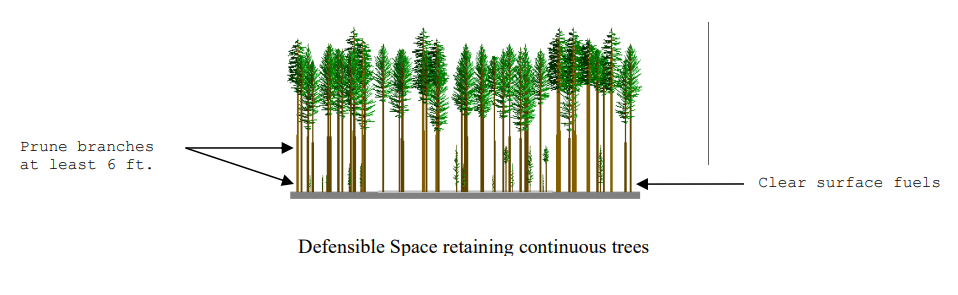 Prune branches
at least 6 ft.
Clear surface fuels
Defensible Space retaining continuous trees